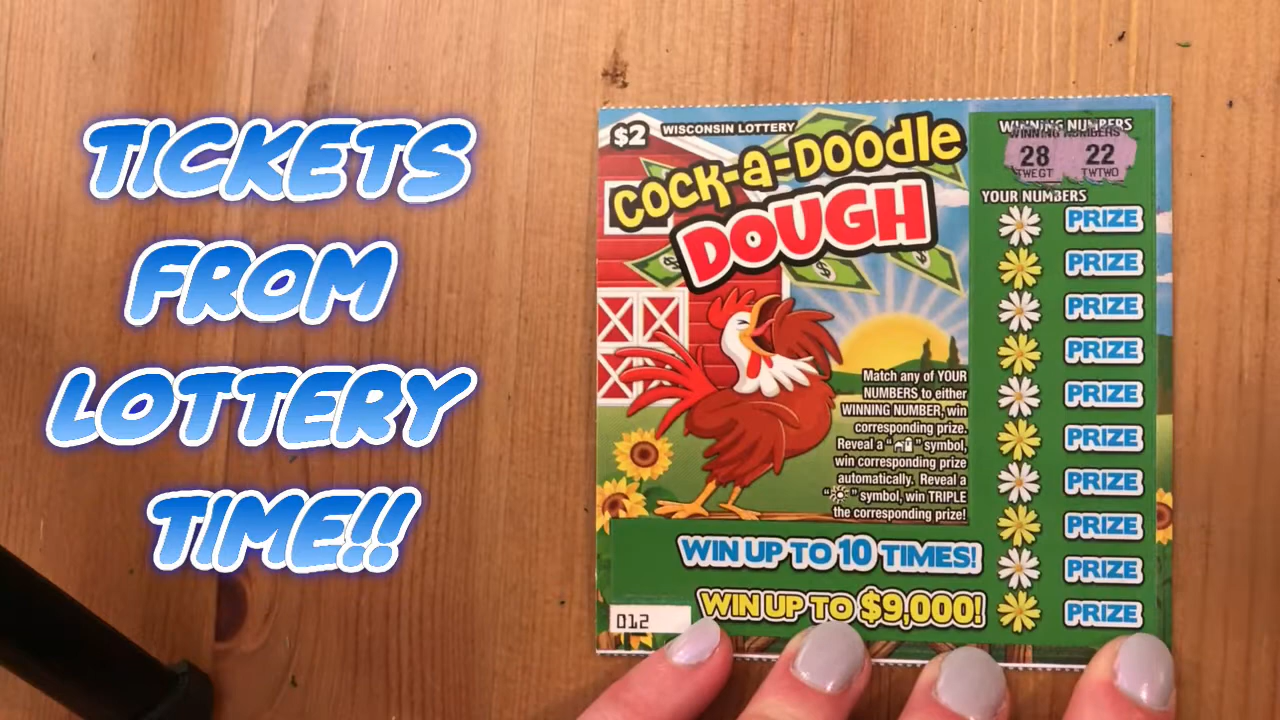 TICKETS
FROM
LOTTERY
TIME!!
$2 WISCONSIN LOTTERY
COCK-a-DOODLE
DOUGH
Match any of YOUR
NUMBERS to either
WINNING NUMBER, win
corresponding prize.
Reveal a " " symbol,
win corresponding prize
automatically. Reveal a
" " symbol, win TRIPLE
the corresponding prize!
WIN UP TO 10 TIMES!
WIN UP TO $9,000!
012
WINNING NUMBERS
WINNING NUMBERS
28 22
TWEGT TWTWO
YOUR NUMBERS
PRIZE
PRIZE
PRIZE
PRIZE
PRIZE
PRIZE
PRIZE
PRIZE
PRIZE
PRIZE